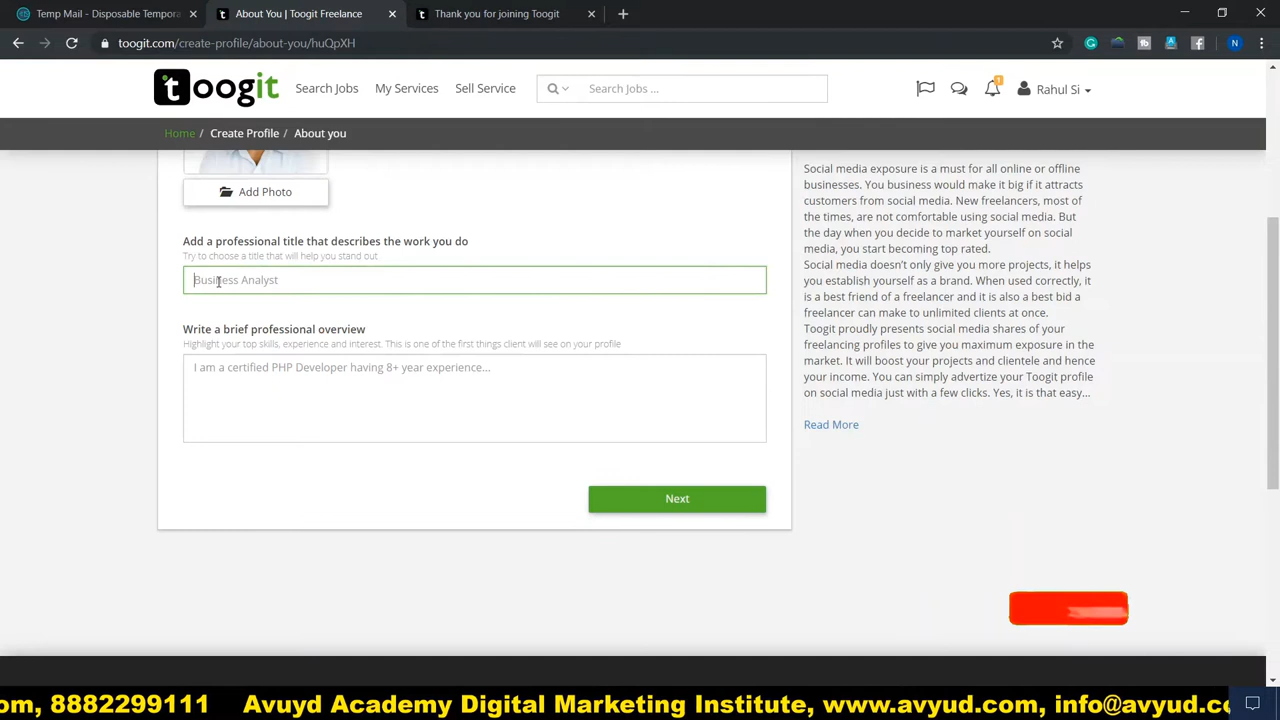 Temp Mail - Disposable Tempora
About You | Toogit Freelance
Thank you for joining Toogit
toogit.com/create-profile/about-you/huQpXH
N
toogit
Search Jobs
My Services
Sell Service
Search Jobs ...
1
Rahul Si
Home / Create Profile / About you
Add Photo
Add a professional title that describes the work you do
Try to choose a title that will help you stand out
Business Analyst
Write a brief professional overview
Highlight your top skills, experience and interest. This is one of the first things client will see on your profile
I am a certified PHP Developer having 8+ year experience...
Next
Social media exposure is a must for all online or offline
businesses. You business would make it big if it attracts
customers from social media. New freelancers, most of
the times, are not comfortable using social media. But
the day when you decide to market yourself on social
media, you start becoming top rated.
Social media doesn't only give you more projects, it helps
you establish yourself as a brand. When used correctly, it
is a best friend of a freelancer and it is also a best bid a
freelancer can make to unlimited clients at once.
Toogit proudly presents social media shares of your
freelancing profiles to give you maximum exposure in the
market. It will boost your projects and clientele and hence
your income. You can simply advertize your Toogit profile
on social media just with a few clicks. Yes, it is that easy...
Read More
om, 8882299111 Avuyd Academy Digital Marketing Institute, www.avyud.com, info@avyud.co